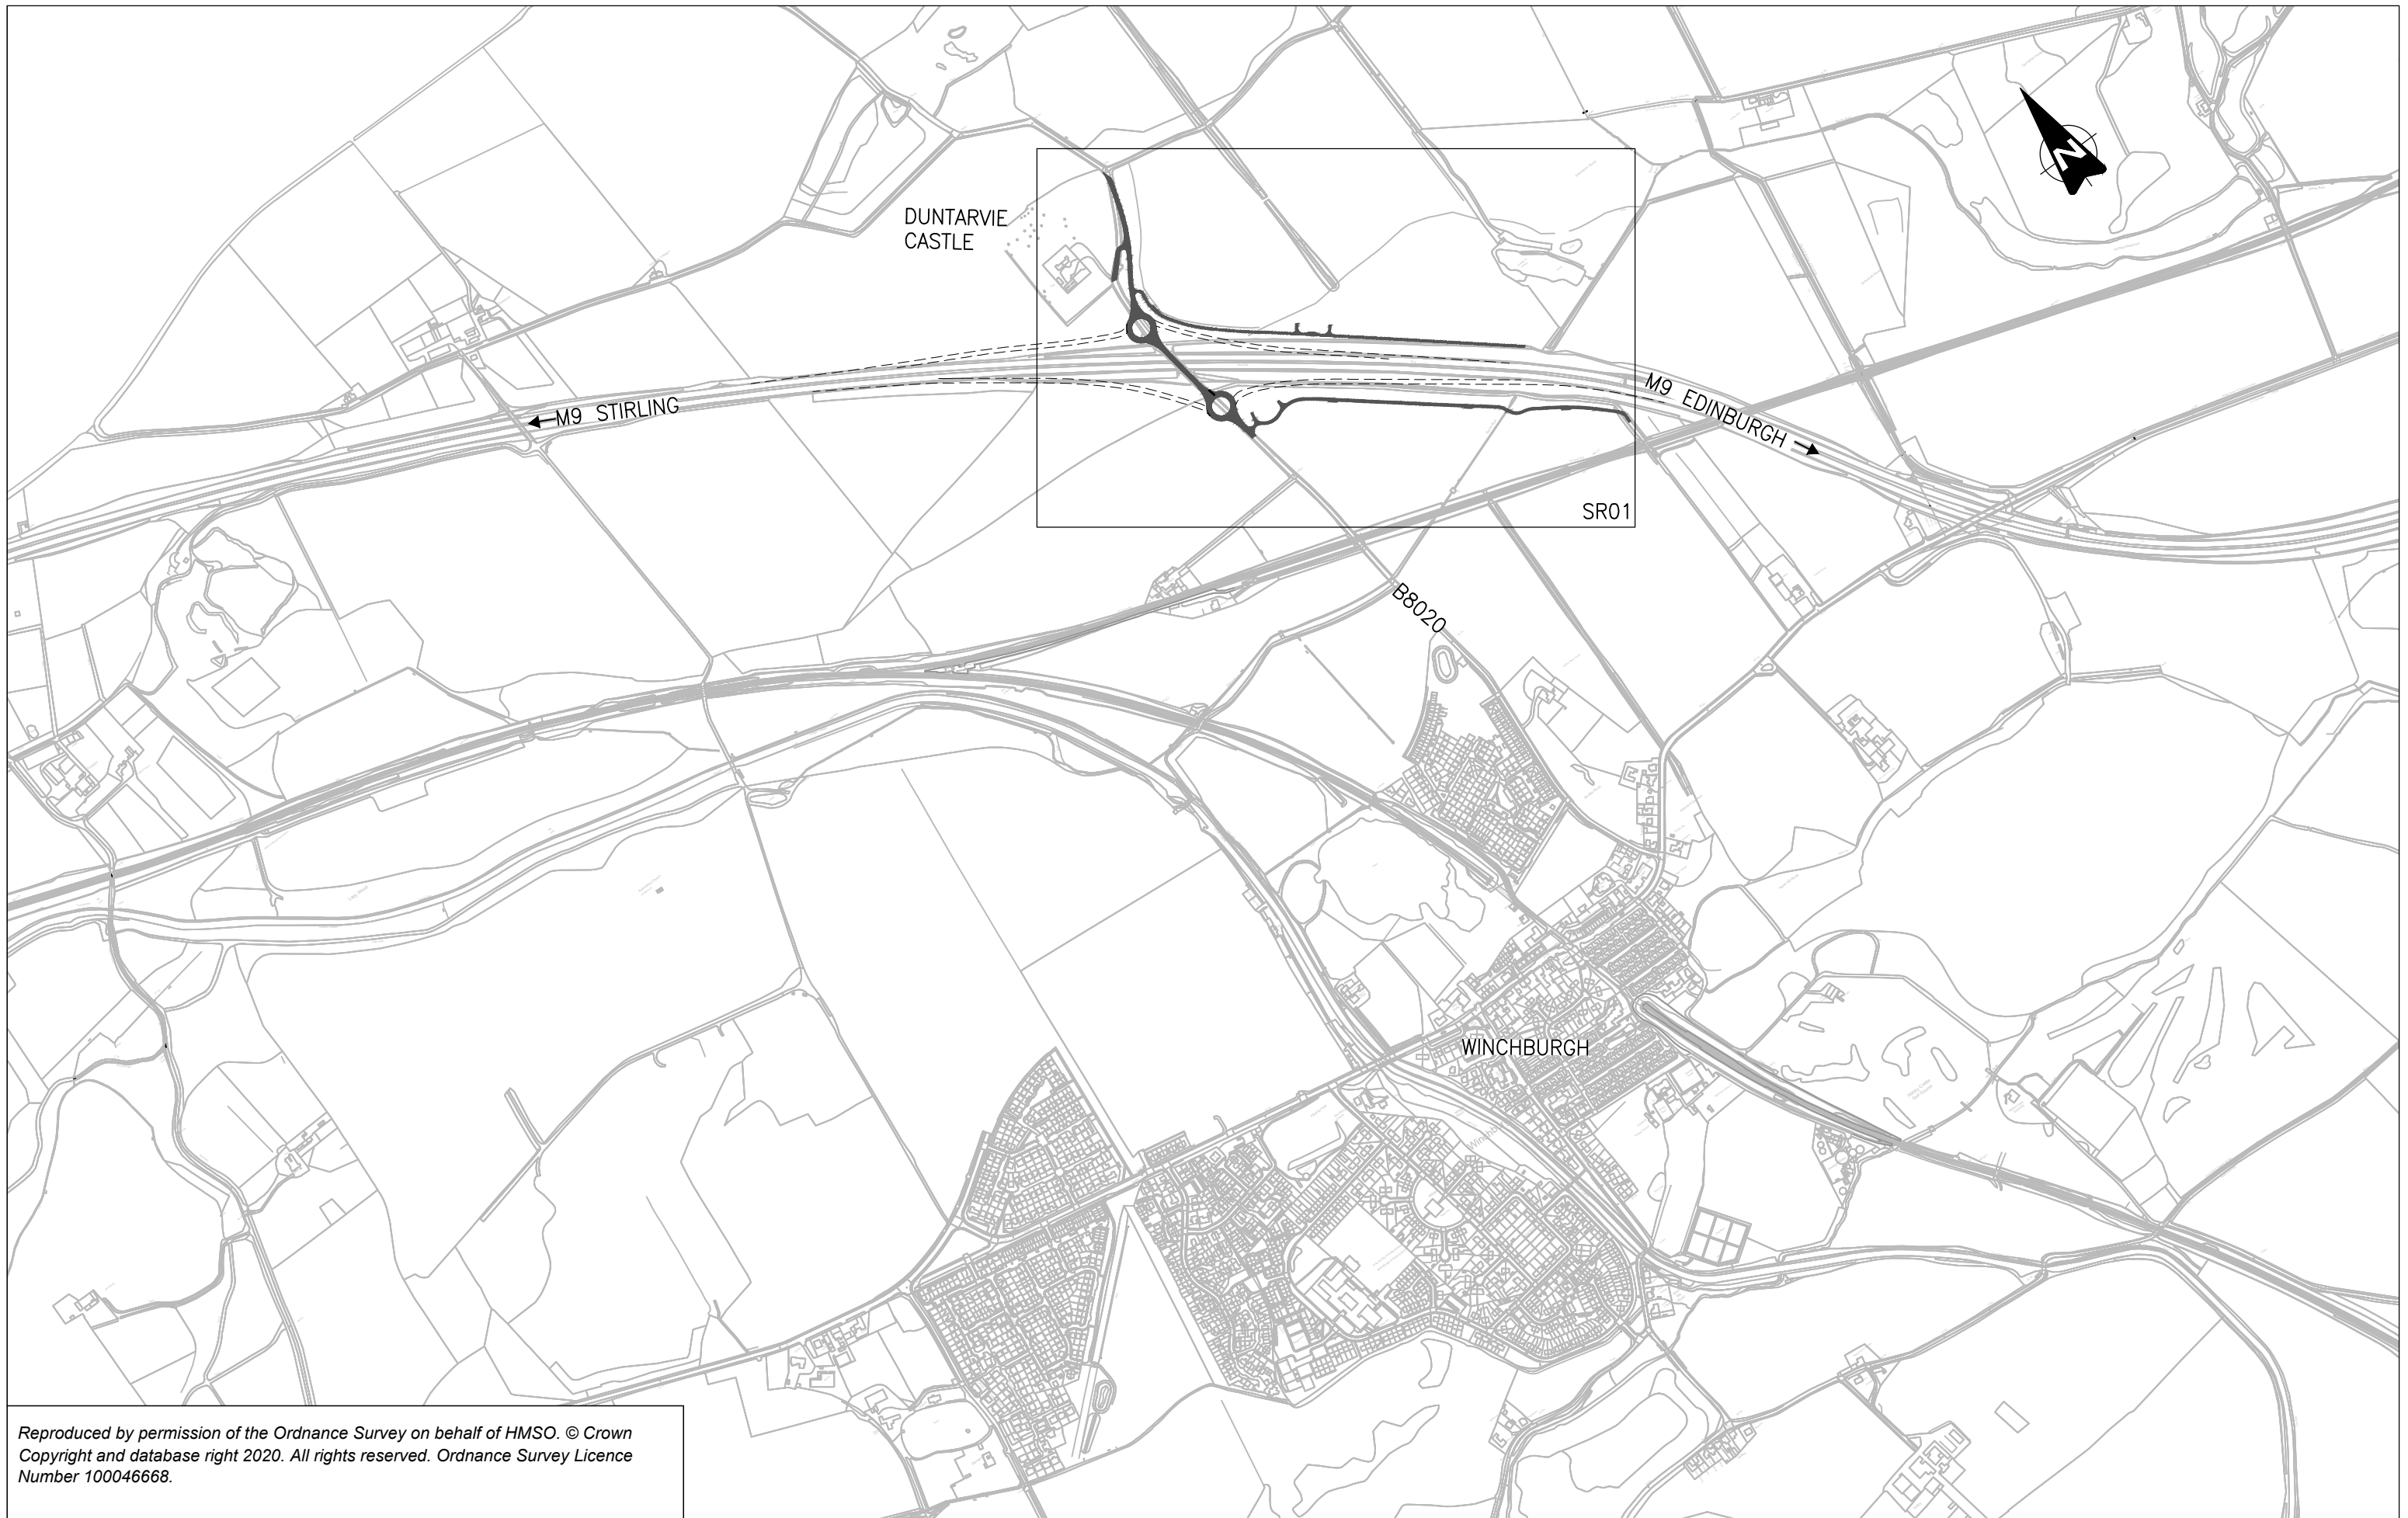 DUNTARVIE
CASTLE
N
M9 STIRLING
M9 EDINBURGH
SR01
B8020
WINCHBURGH
Reproduced by permission of the Ordnance Survey on behalf of HMSO. © Crown
Copyright and database right 2020. All rights reserved. Ordnance Survey Licence
Number 100046668.